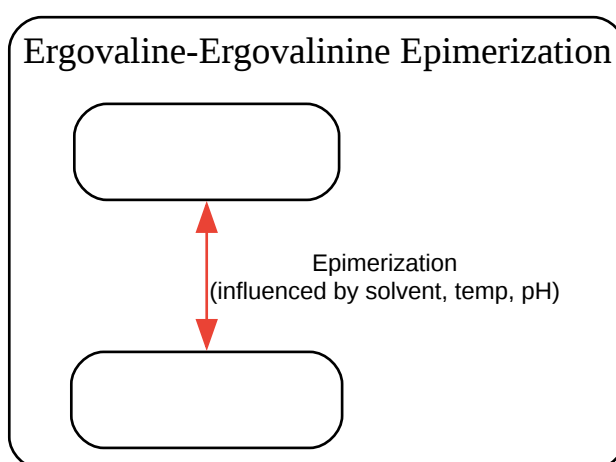 Ergovaline-Ergovalinine Epimerization
Epimerization
(influenced by solvent, temp, pH)